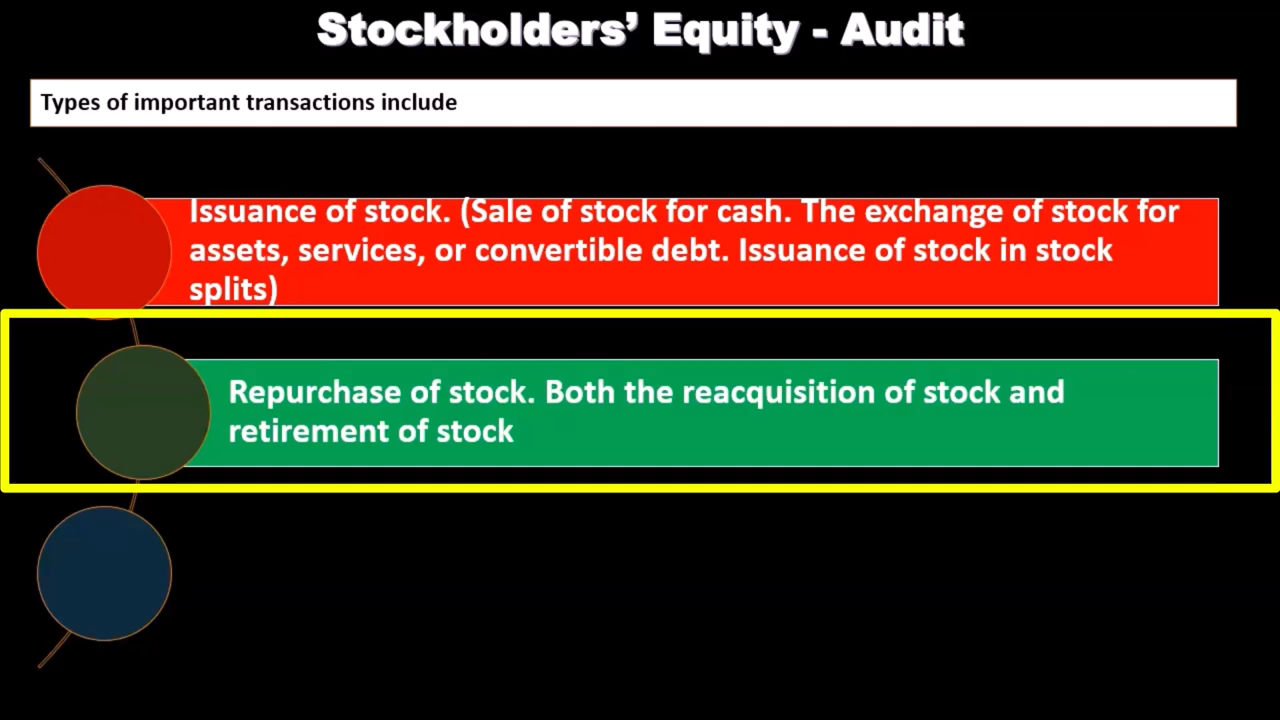 Stockholders’ Equity - Audit
Types of important transactions include
Issuance of stock. (Sale of stock for cash. The exchange of stock for
assets, services, or convertible debt. Issuance of stock in stock
splits)
Repurchase of stock. Both the reacquisition of stock and
retirement of stock